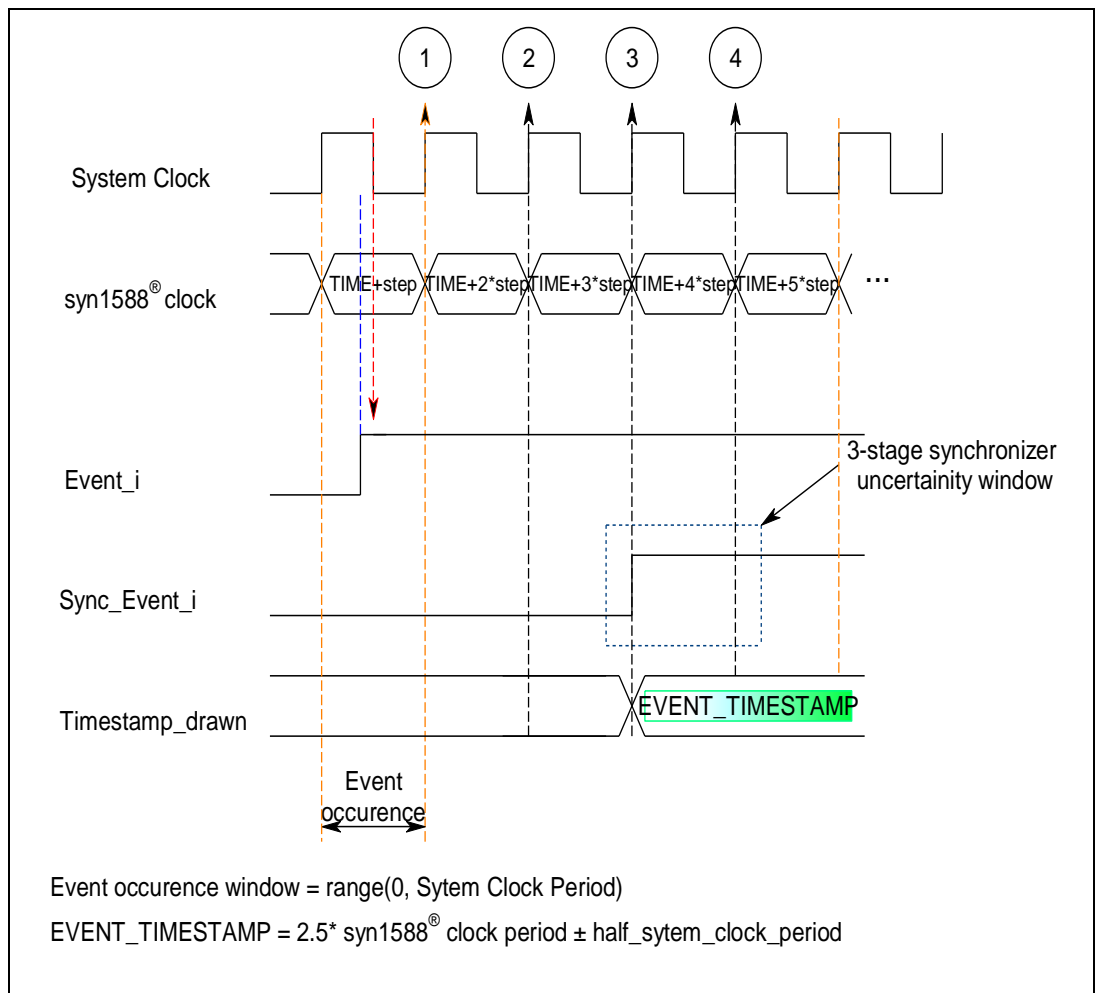 1
2
3
4
System Clock
syn1588® clock
TIME+step
TIME+2*step
TIME+3*step
TIME+4*step
TIME+5*step
...
Event_i
3-stage synchronizer
uncertainity window
Sync_Event_i
Timestamp_drawn
EVENT_TIMESTAMP
Event
occurence
Event occurence window = range(0, Sytem Clock Period)
EVENT_TIMESTAMP = 2.5* syn1588® clock period ± half_sytem_clock_period